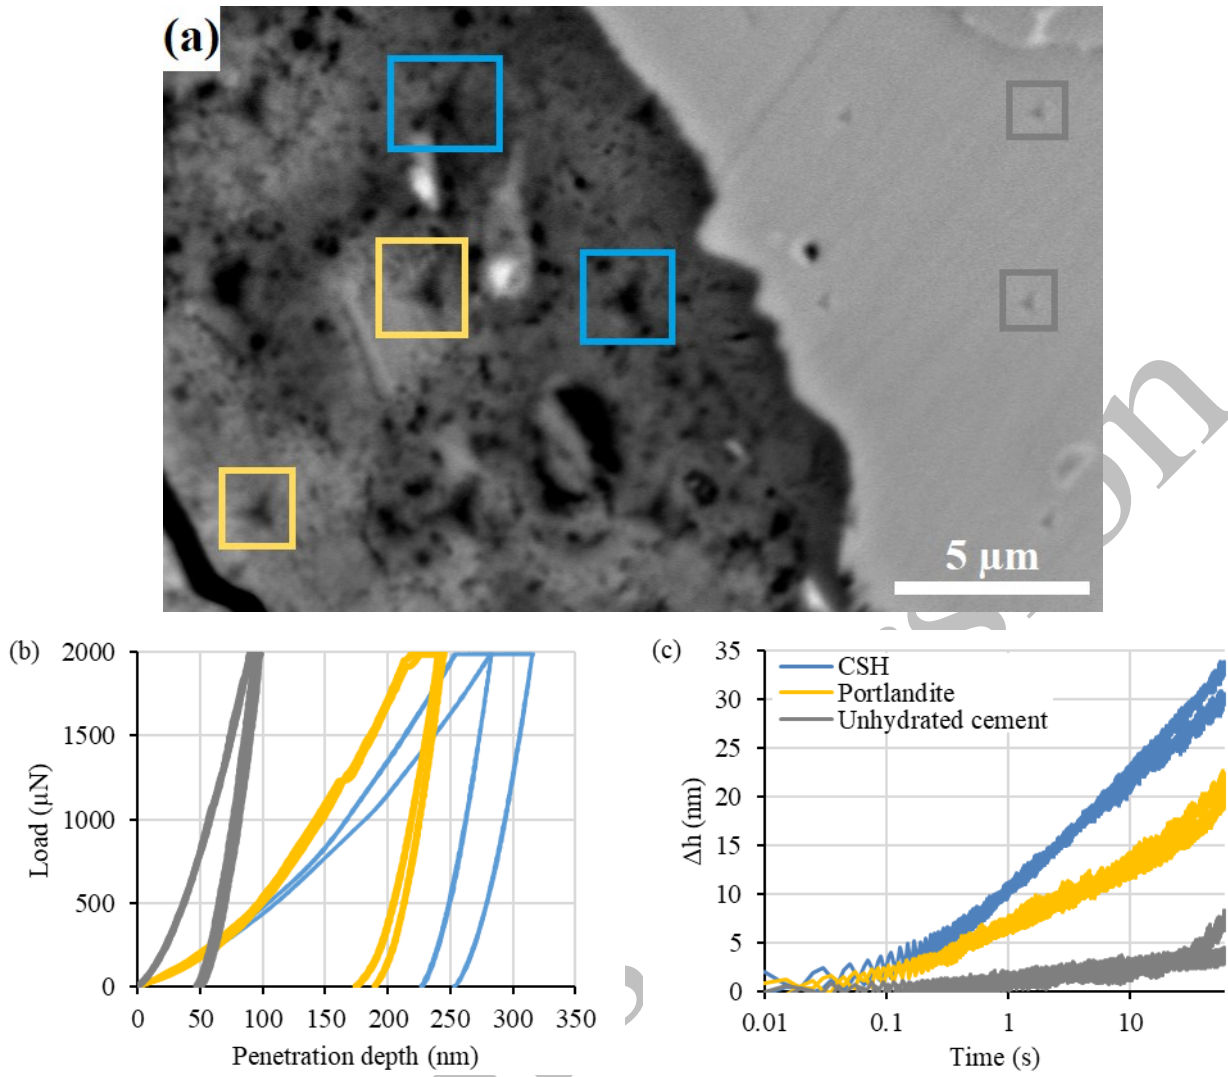 (a)
5 µm
(b)
Load (µN)
2000
1500
1000
500
0
0 50 100 150 200 250 300 350
Penetration depth (nm)
(c)
Δh (nm)
35
30
25
20
15
10
5
0
CSH
Portlandite
Unhydrated cement
0.01 0.1 1 10
Time (s)